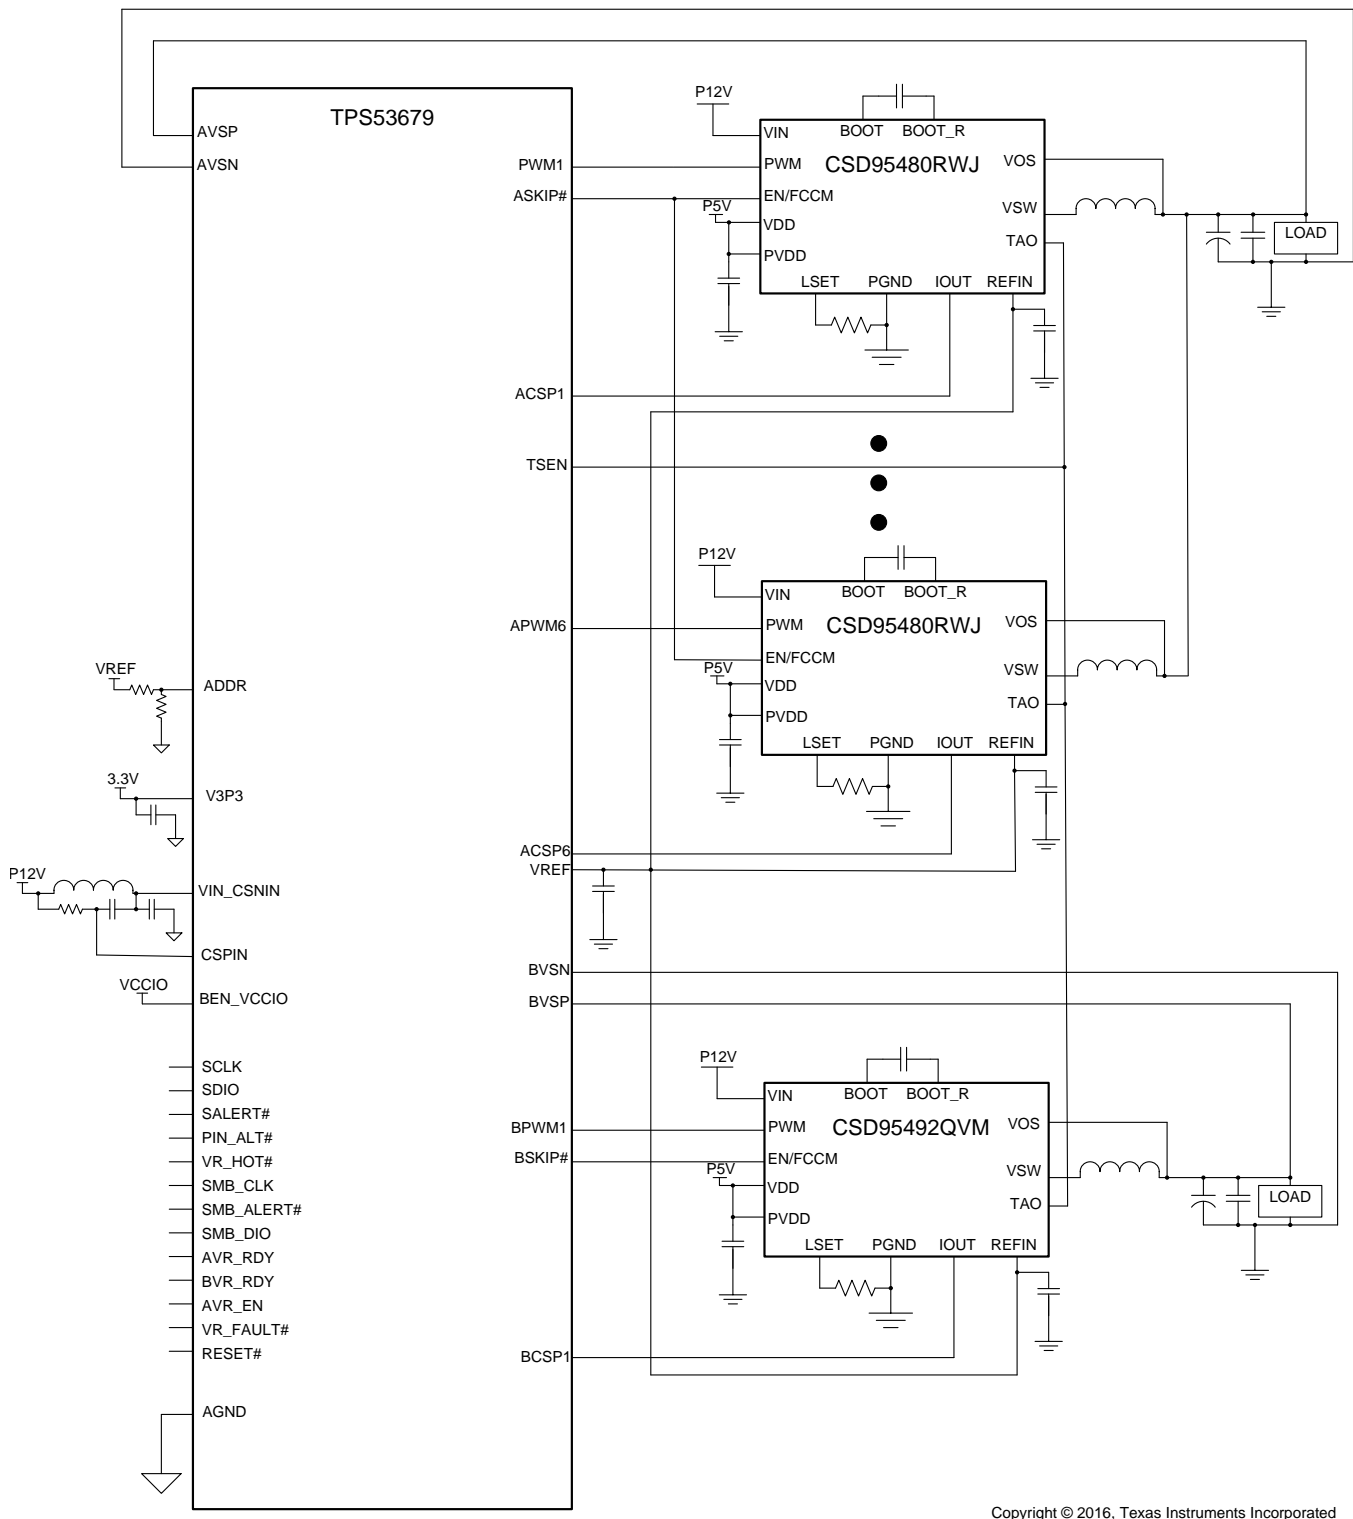 TPS53679
AVSP
AVSN
PWM1
ASKIP#
ACSP1
TSEN
APWM6
VREF
ADDR
3.3V
V3P3
ACSP6
VREF
P12V
VIN_CSNIN
CSPIN
VCCIO
BEN_VCCIO
BVSN
BVSP
SCLK
SDIO
SALERT#
PIN_ALT#
VR_HOT#
SMB_CLK
SMB_ALERT#
SMB_DIO
AVR_RDY
BVR_RDY
AVR_EN
VR_FAULT#
RESET#
AGND
BPWM1
BSKIP#
BCSP1
P12V
VIN
BOOT
BOOT_R
PWM
CSD95480RWJ
VOS
EN/FCCM
P5V
VDD
VSW
PVDD
TAO
LSET
PGND
IOUT
REFIN
LOAD
P12V
VIN
BOOT
BOOT_R
PWM
CSD95480RWJ
VOS
EN/FCCM
P5V
VDD
VSW
PVDD
TAO
LSET
PGND
IOUT
REFIN
P12V
VIN
BOOT
BOOT_R
PWM
CSD95492QVM
VOS
EN/FCCM
P5V
VDD
VSW
PVDD
TAO
LSET
PGND
IOUT
REFIN
LOAD
Copyright © 2016, Texas Instruments Incorporated